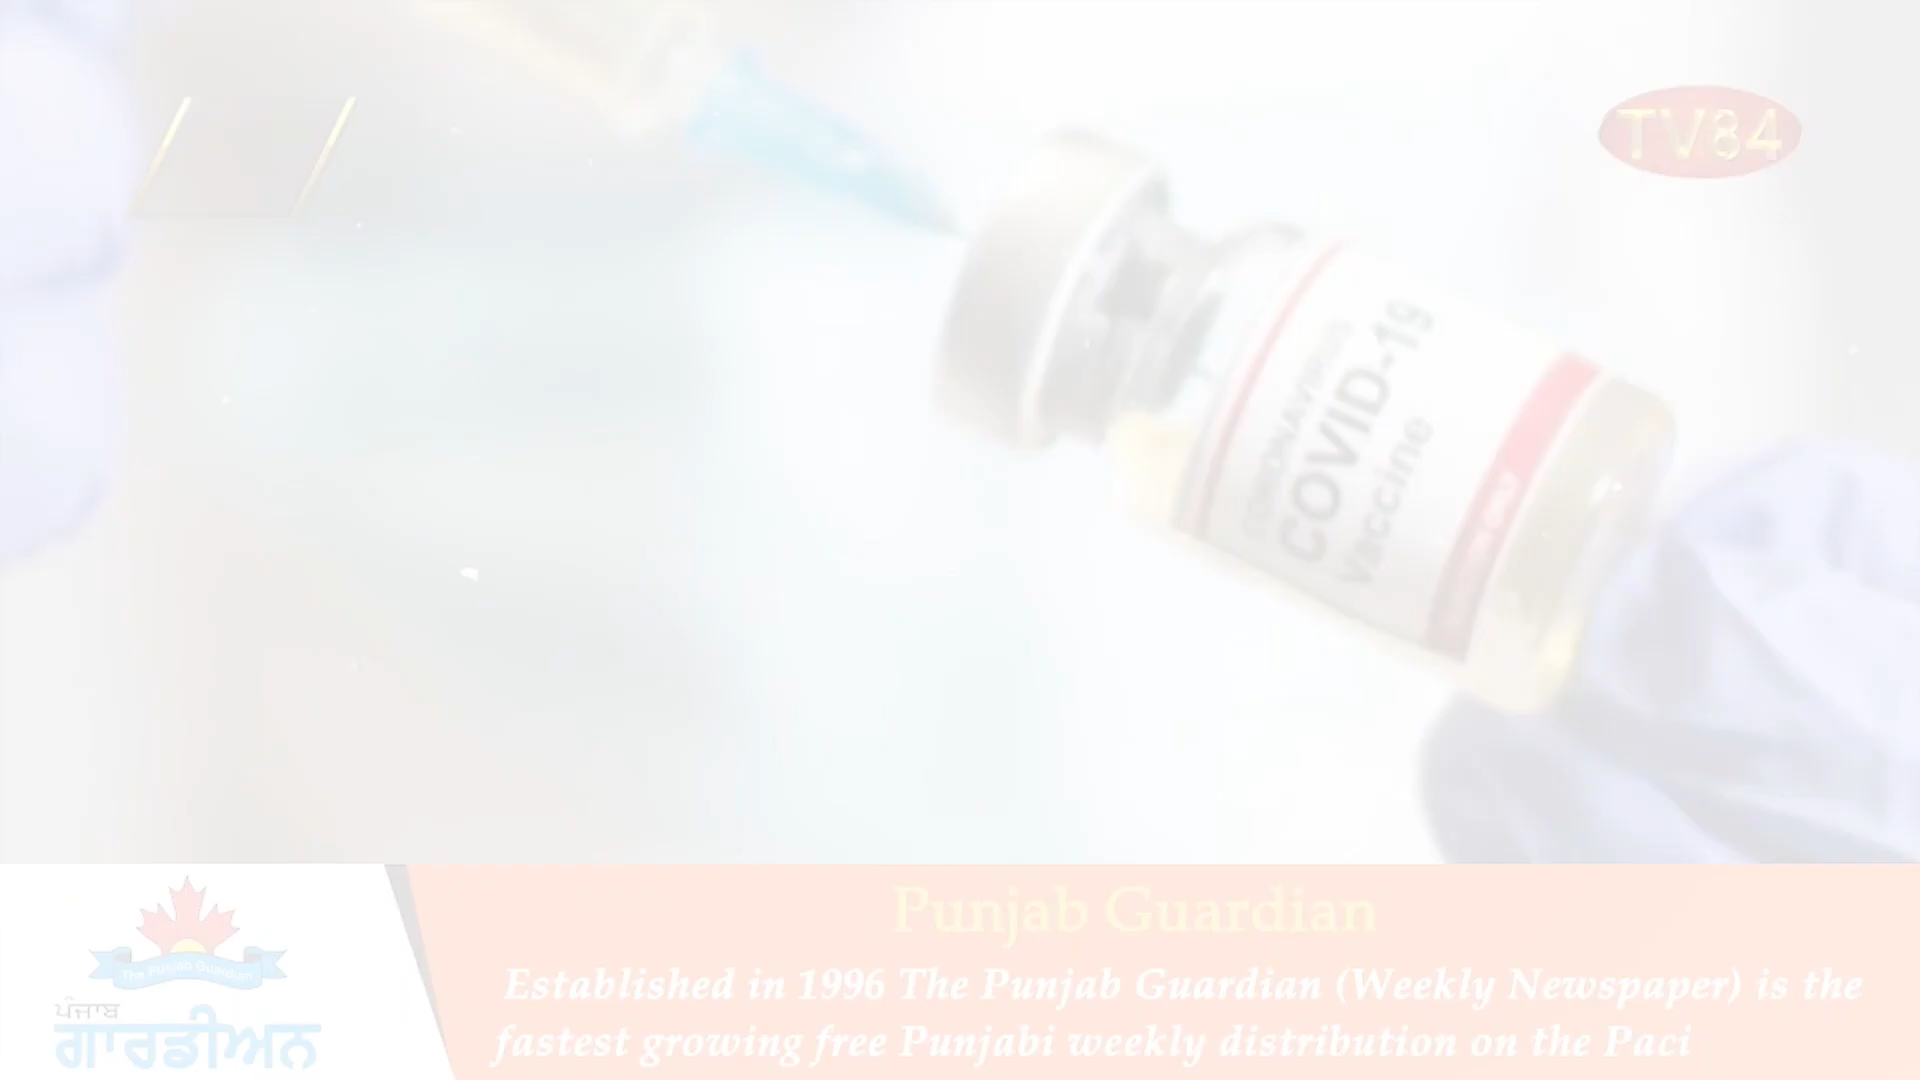 TV84
CORONAVIRUS
COVID-19
Vaccine
Punjab Guardian
Established in 1996 The Punjab Guardian (Weekly Newspaper) is the
fastest growing free Punjabi weekly distribution on the Paci
The Punjab Guardian
ਪੰਜਾਬ
ਗਾਰਡੀਅਨ